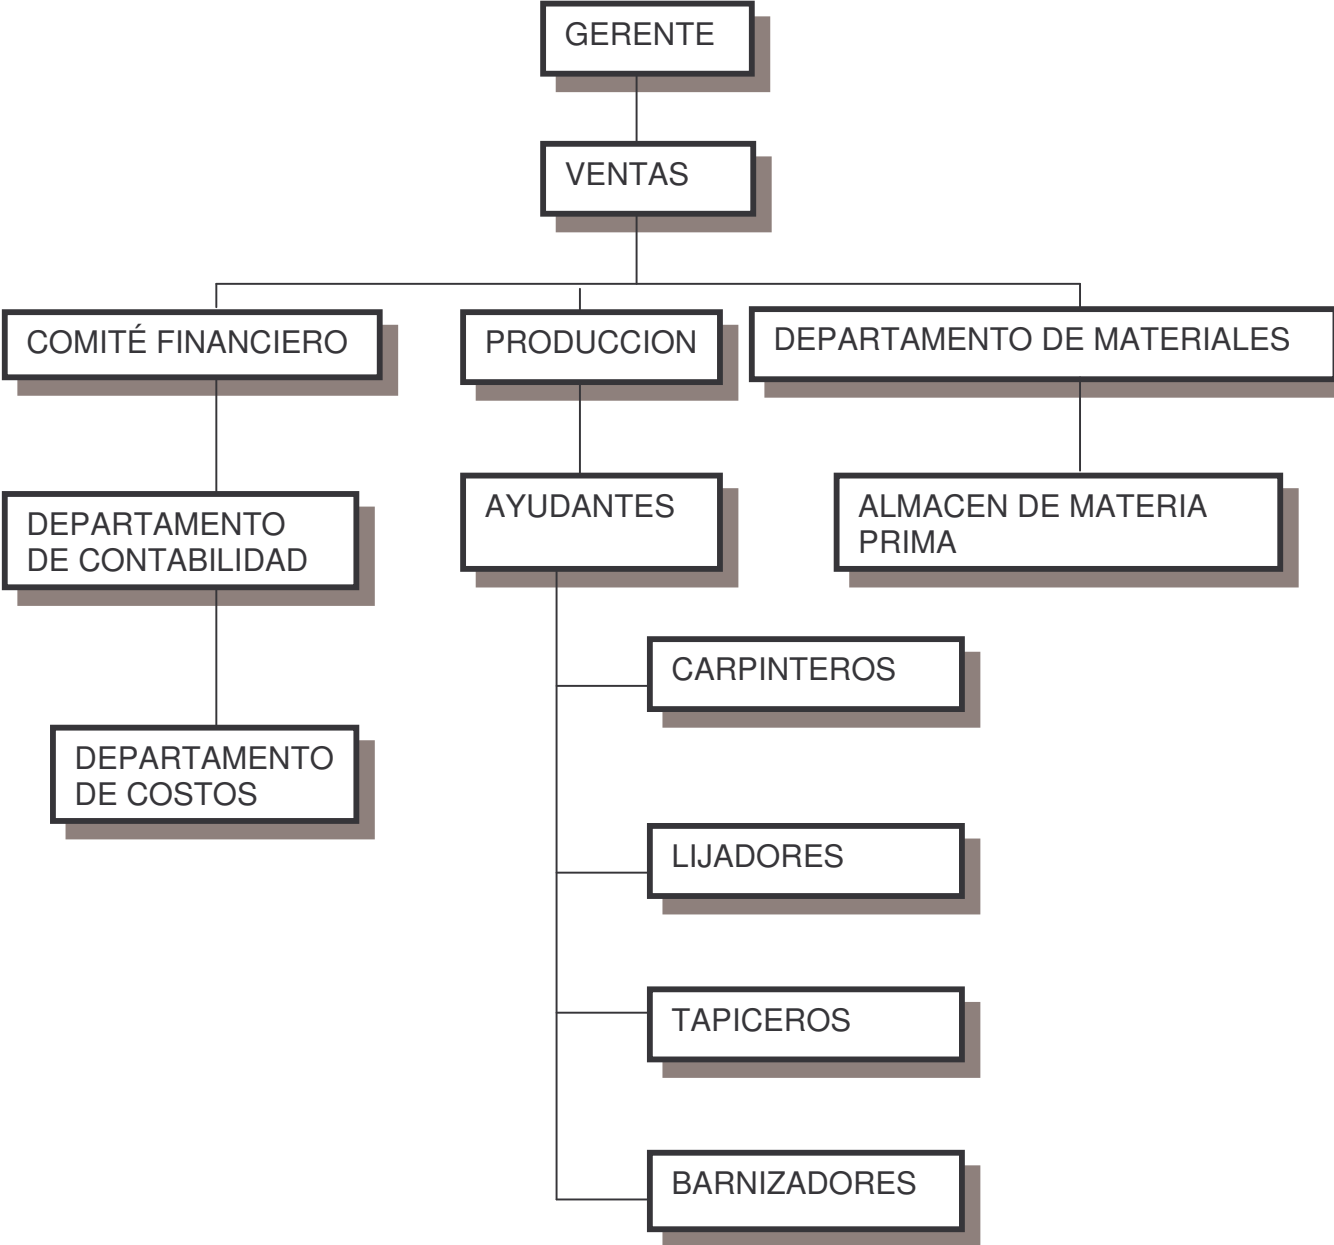 GERENTE
VENTAS
COMITÉ FINANCIERO
PRODUCCION
DEPARTAMENTO DE MATERIALES
DEPARTAMENTO
DE CONTABILIDAD
AYUDANTES
ALMACEN DE MATERIA
PRIMA
CARPINTEROS
DEPARTAMENTO
DE COSTOS
LIJADORES
TAPICEROS
BARNIZADORES